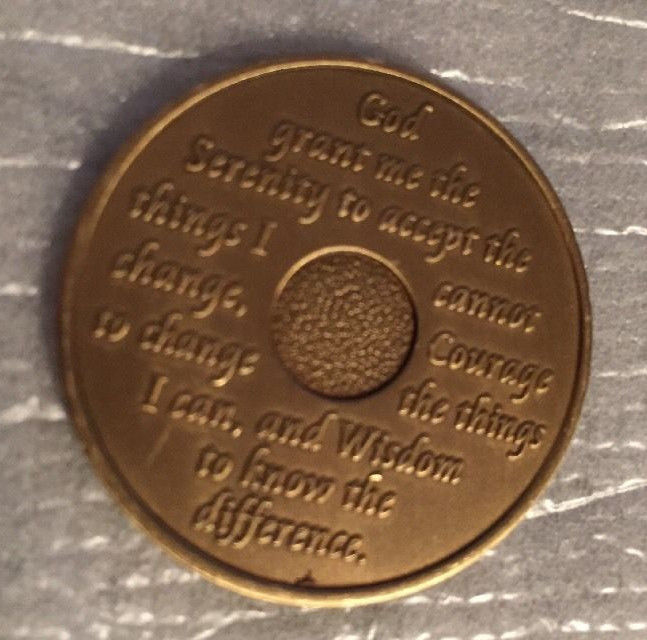 God
grant me the
Serenity to accept the
things I cannot
change, Courage
to change the things
I can, and Wisdom
to know the
difference.